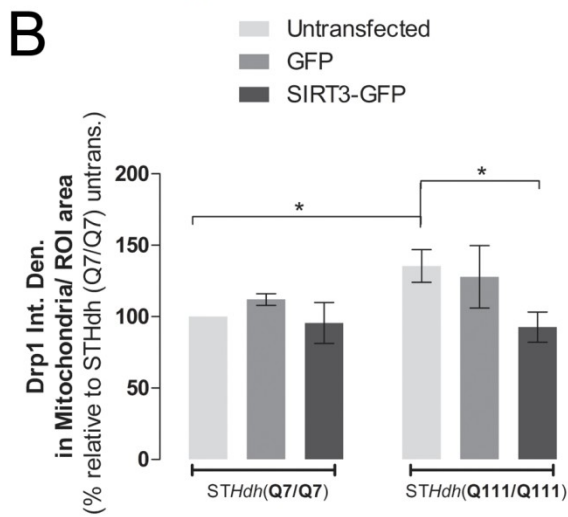 B
Untransfected
GFP
SIRT3-GFP
Drp1 Int. Den.
in Mitochondria/ ROI area
(% relative to STHdh (Q7/Q7) untrans.)
200
150
100
50
0
*
*
STHdh(Q7/Q7)
STHdh(Q111/Q111)